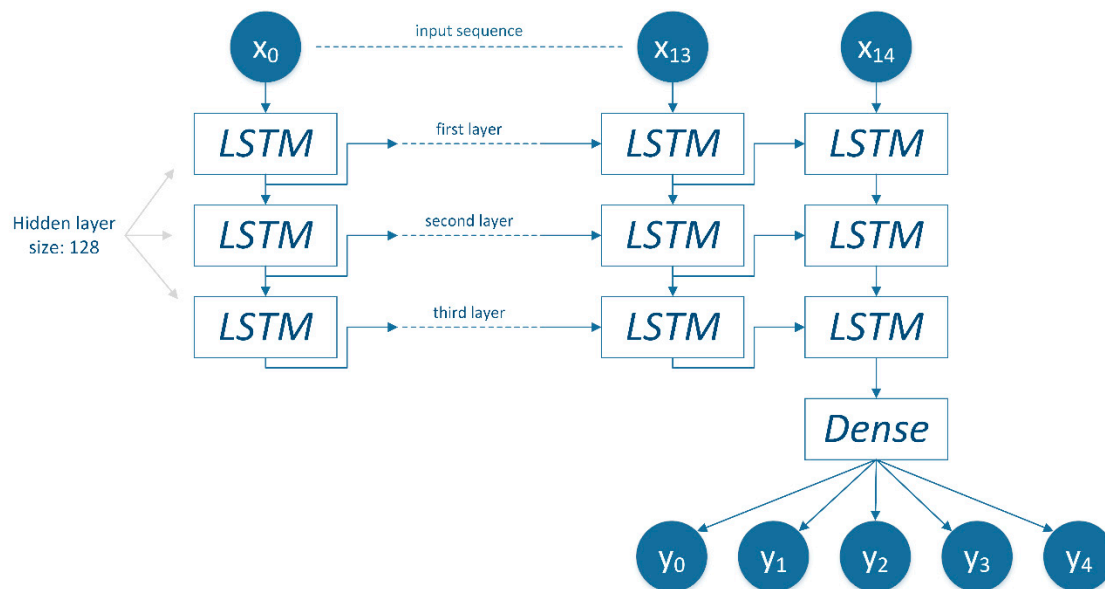 input sequence
x₀
x₁₃
x₁₄
LSTM
first layer
LSTM
LSTM
Hidden layer
size: 128
LSTM
second layer
LSTM
LSTM
LSTM
third layer
LSTM
LSTM
Dense
y₀
y₁
y₂
y₃
y₄